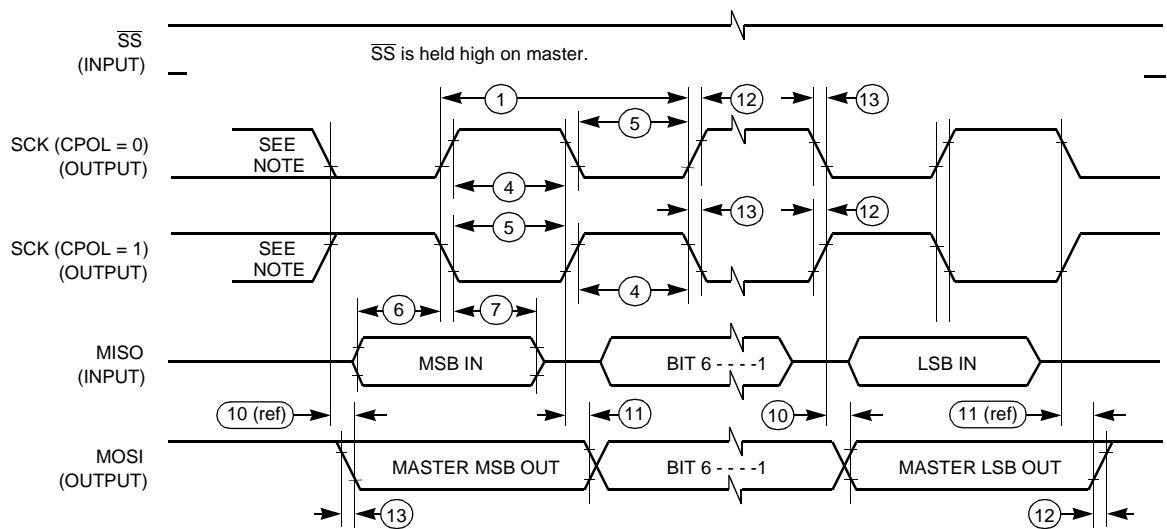 SS
(INPUT)
SS is held high on master.
1
12
13
5
SCK (CPOL = 0)
(OUTPUT)
SEE
NOTE
4
5
13
12
SCK (CPOL = 1)
(OUTPUT)
SEE
NOTE
4
6
7
MISO
(INPUT)
MSB IN
BIT 6 - - - -1
LSB IN
10 (ref)
11
10
11 (ref)
MOSI
(OUTPUT)
MASTER MSB OUT
BIT 6 - - - -1
MASTER LSB OUT
13
12